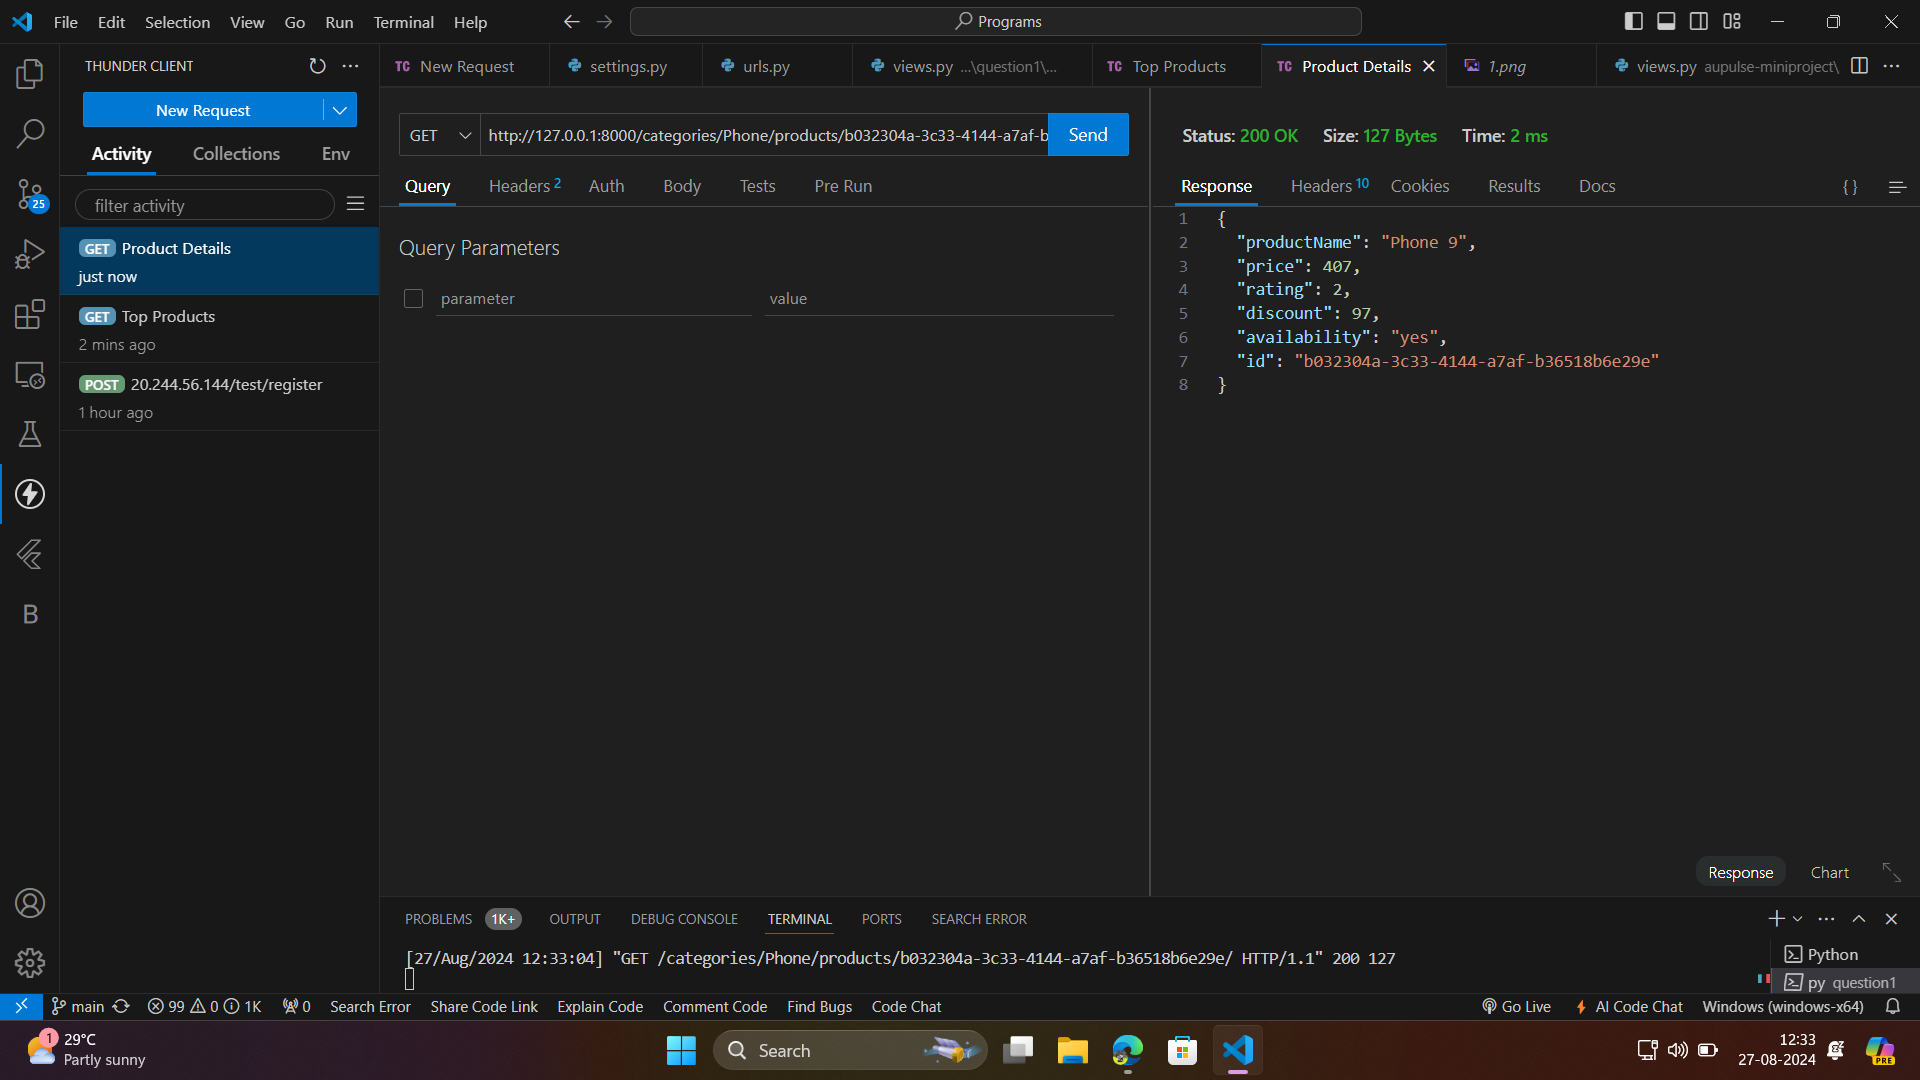 File Edit Selection View Go Run Terminal Help
Programs
THUNDER CLIENT
New Request
Activity Collections Env
filter activity
GET Product Details
just now
GET Top Products
2 mins ago
POST 20.244.56.144/test/register
1 hour ago
TC New Request settings.py urls.py views.py ...\question1\... TC Top Products TC Product Details 1.png views.py aupulse-miniproject\
GET http://127.0.0.1:8000/categories/Phone/products/b032304a-3c33-4144-a7af-b Send
Query Headers 2 Auth Body Tests Pre Run
Query Parameters
parameter value
Status: 200 OK Size: 127 Bytes Time: 2 ms
Response Headers 10 Cookies Results Docs { }
1 {
2 "productName": "Phone 9",
3 "price": 407,
4 "rating": 2,
5 "discount": 97,
6 "availability": "yes",
7 "id": "b032304a-3c33-4144-a7af-b36518b6e29e"
8 }
Response Chart
25
B
PROBLEMS 1K+ OUTPUT DEBUG CONSOLE TERMINAL PORTS SEARCH ERROR
[27/Aug/2024 12:33:04] "GET /categories/Phone/products/b032304a-3c33-4144-a7af-b36518b6e29e/ HTTP/1.1" 200 127
Python
py question1
main 99 0 1K 0 Search Error Share Code Link Explain Code Comment Code Find Bugs Code Chat Go Live AI Code Chat Windows (windows-x64)
1 29°C
Partly sunny
Search
12:33
27-08-2024
PRE